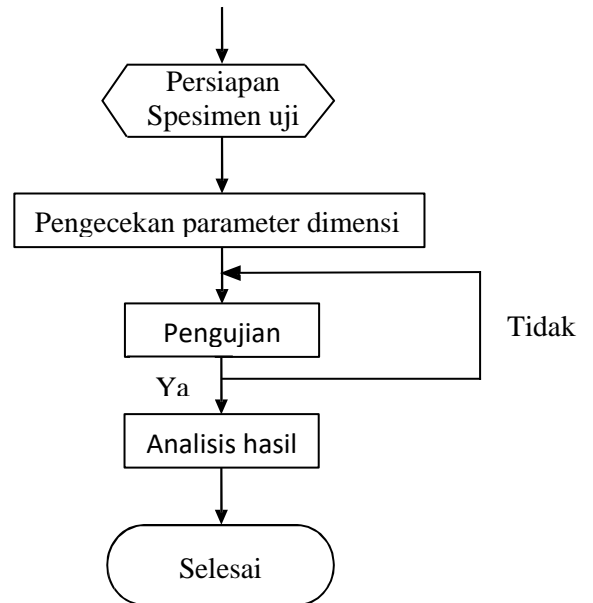 Persiapan
Spesimen uji
Pengecekan parameter dimensi
Pengujian
Tidak
Ya
Analisis hasil
Selesai